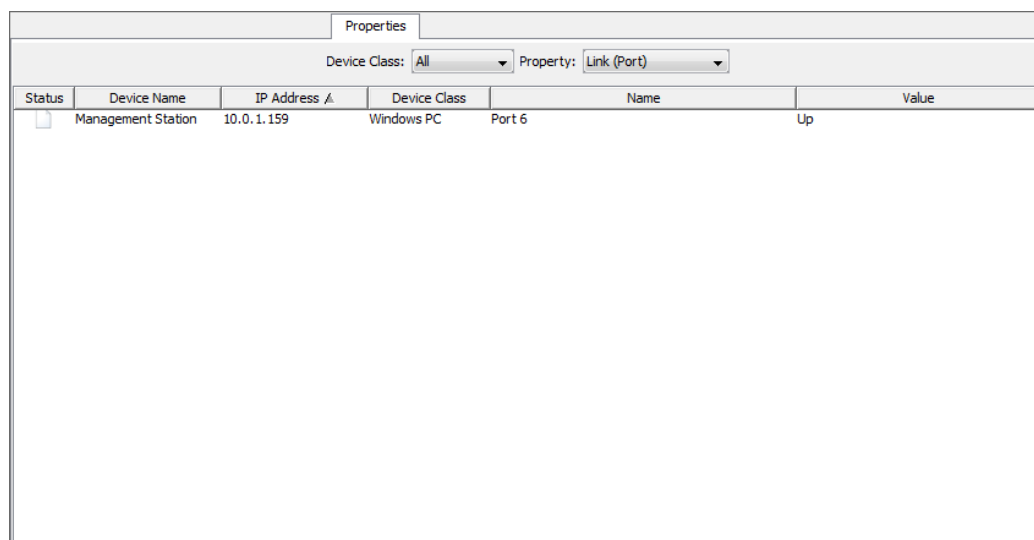 Properties
Device Class: All Property: Link (Port)
Status Device Name IP Address Device Class Name Value
Management Station 10.0.1.159 Windows PC Port 6 Up